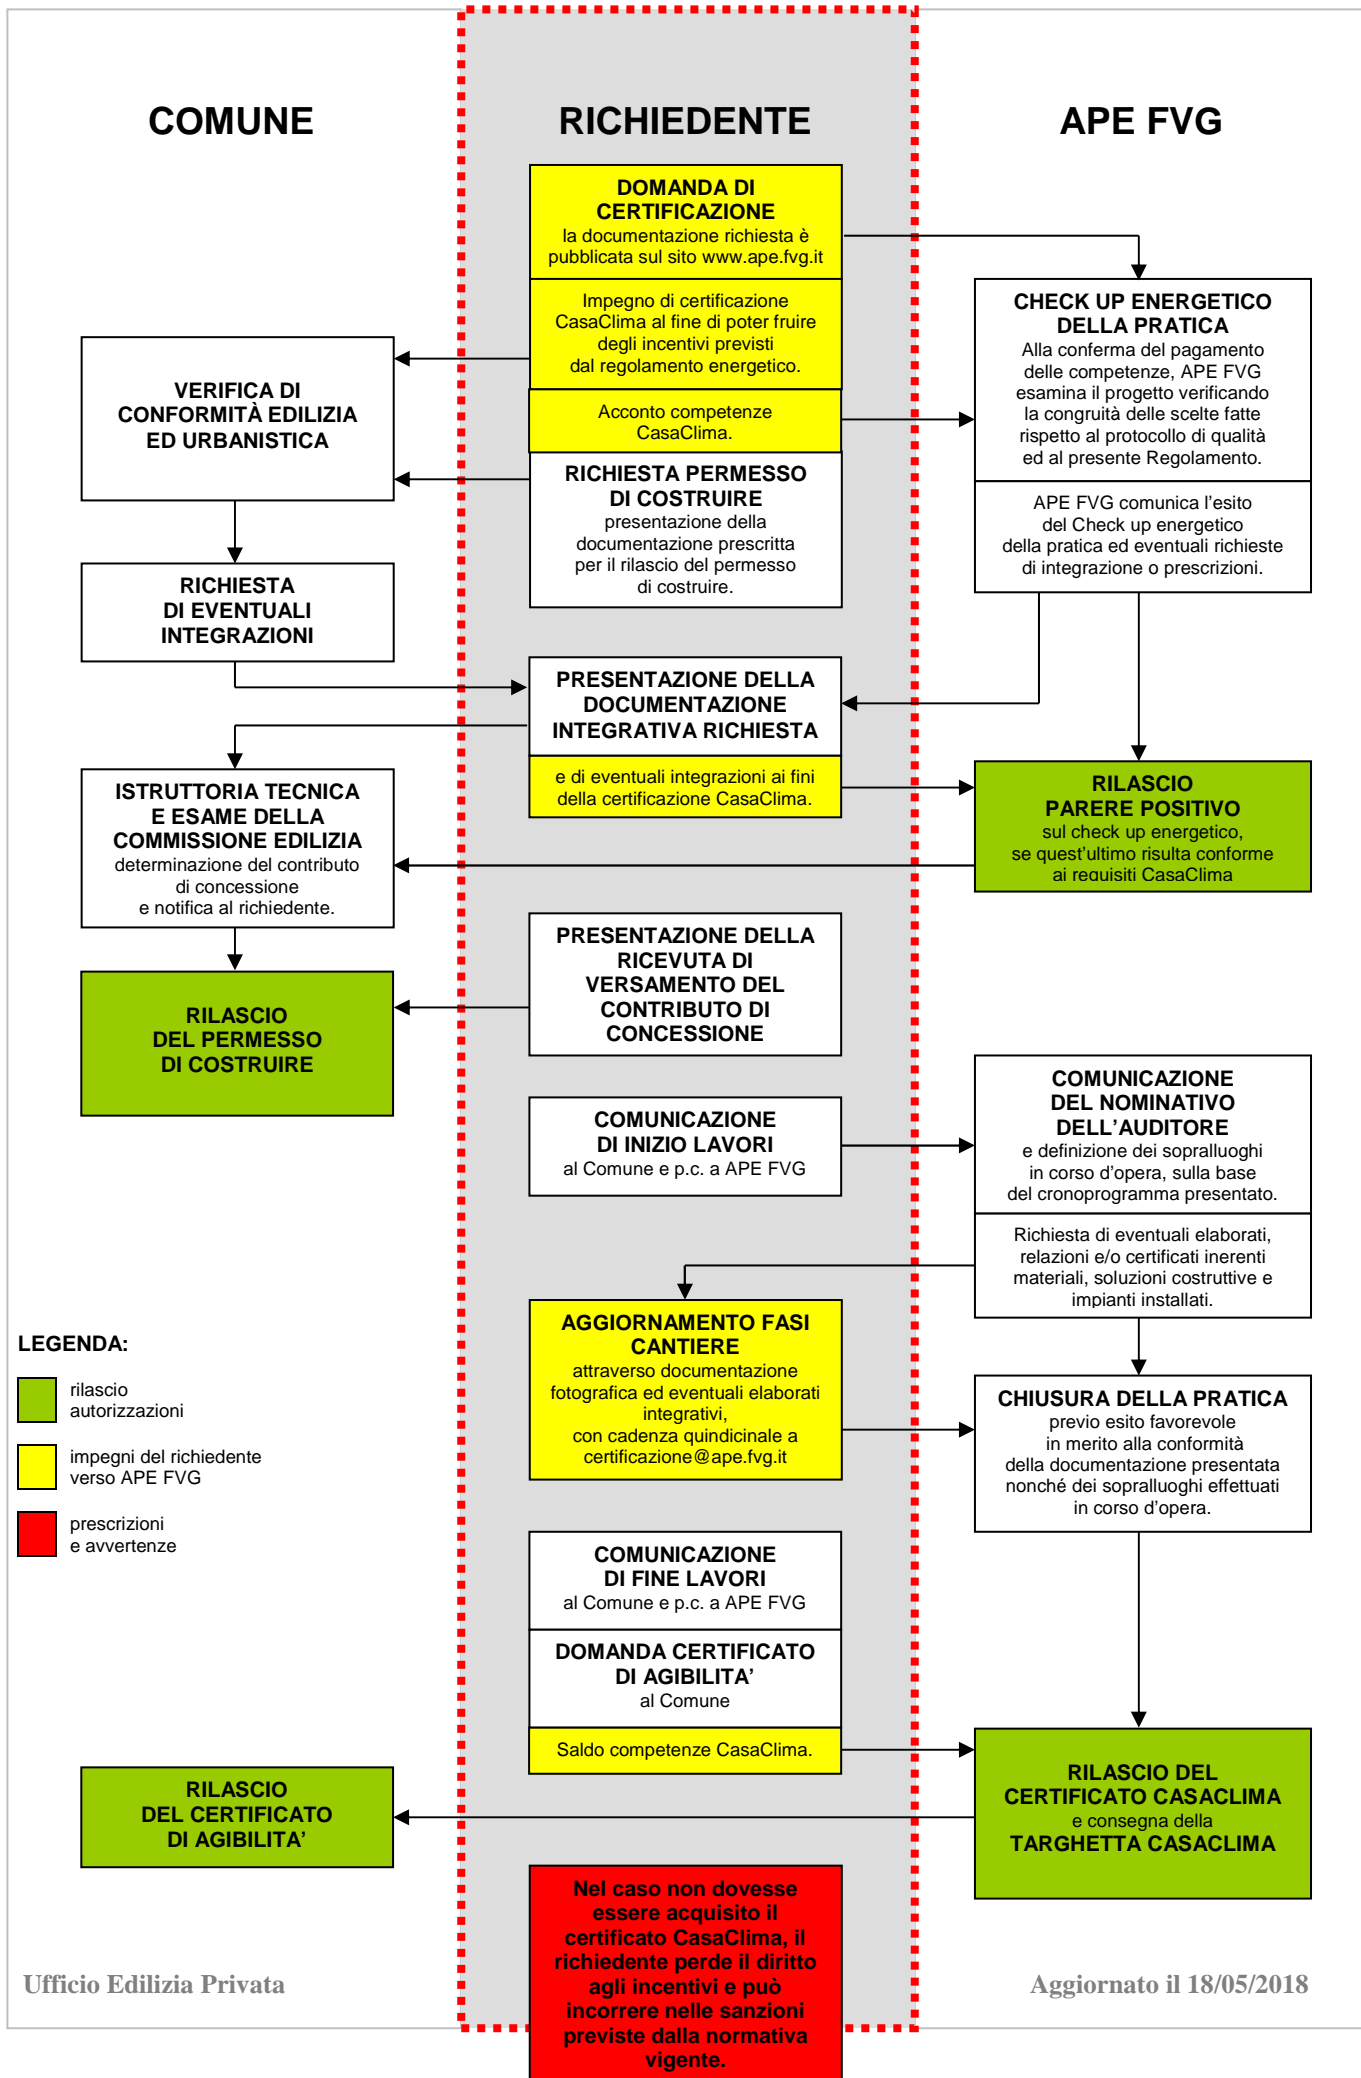 COMUNE
RICHIEDENTE
APE FVG
DOMANDA DI
CERTIFICAZIONE
la documentazione richiesta è
pubblicata sul sito www.ape.fvg.it
Impegno di certificazione
CasaClima al fine di poter fruire
degli incentivi previsti
dal regolamento energetico.
Acconto competenze
CasaClima.
RICHIESTA PERMESSO
DI COSTRUIRE
presentazione della
documentazione prescritta
per il rilascio del permesso
di costruire.
CHECK UP ENERGETICO
DELLA PRATICA
Alla conferma del pagamento
delle competenze, APE FVG
esamina il progetto verificando
la congruità delle scelte fatte
rispetto al protocollo di qualità
ed al presente Regolamento.
APE FVG comunica l’esito
del Check up energetico
della pratica ed eventuali richieste
di integrazione o prescrizioni.
VERIFICA DI
CONFORMITÀ EDILIZIA
ED URBANISTICA
RICHIESTA
DI EVENTUALI
INTEGRAZIONI
PRESENTAZIONE DELLA
DOCUMENTAZIONE
INTEGRATIVA RICHIESTA
e di eventuali integrazioni ai fini
della certificazione CasaClima.
RILASCIO
PARERE POSITIVO
sul check up energetico,
se quest’ultimo risulta conforme
ai requisiti CasaClima
ISTRUTTORIA TECNICA
E ESAME DELLA
COMMISSIONE EDILIZIA
determinazione del contributo
di concessione
e notifica al richiedente.
PRESENTAZIONE DELLA
RICEVUTA DI
VERSAMENTO DEL
CONTRIBUTO DI
CONCESSIONE
RILASCIO
DEL PERMESSO
DI COSTRUIRE
COMUNICAZIONE
DI INIZIO LAVORI
al Comune e p.c. a APE FVG
COMUNICAZIONE
DEL NOMINATIVO
DELL’AUDITORE
e definizione dei sopralluoghi
in corso d’opera, sulla base
del cronoprogramma presentato.
Richiesta di eventuali elaborati,
relazioni e/o certificati inerenti
materiali, soluzioni costruttive e
impianti installati.
AGGIORNAMENTO FASI
CANTIERE
attraverso documentazione
fotografica ed eventuali elaborati
integrativi,
con cadenza quindicinale a
certificazione@ape.fvg.it
CHIUSURA DELLA PRATICA
previo esito favorevole
in merito alla conformità
della documentazione presentata
nonché dei sopralluoghi effettuati
in corso d’opera.
LEGENDA:
rilascio
autorizzazioni
impegni del richiedente
verso APE FVG
prescrizioni
e avvertenze
COMUNICAZIONE
DI FINE LAVORI
al Comune e p.c. a APE FVG
DOMANDA CERTIFICATO
DI AGIBILITA’
al Comune
Saldo competenze CasaClima.
RILASCIO DEL
CERTIFICATO CASACLIMA
e consegna della
TARGHETTA CASACLIMA
RILASCIO
DEL CERTIFICATO
DI AGIBILITA’
Nel caso non dovesse
essere acquisito il
certificato CasaClima, il
richiedente perde il diritto
agli incentivi e può
incorrere nelle sanzioni
previste dalla normativa
vigente.
Ufficio Edilizia Privata
Aggiornato il 18/05/2018